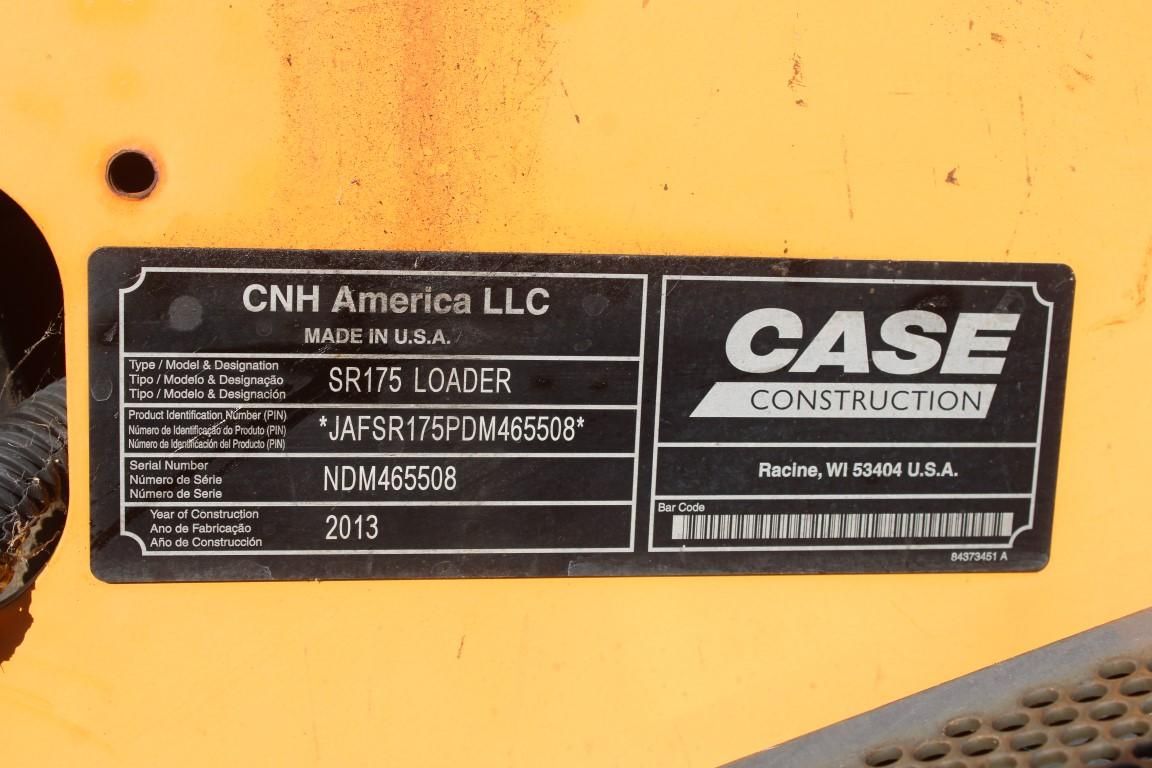 CNH America LLC
MADE IN U.S.A.
Type / Model & Designation
Tipo / Modelo & Designação
Tipo / Modelo & Designación
SR175 LOADER
Product Identification Number (PIN)
Número de Identificação do Produto (PIN)
Número de Identificación del Producto (PIN)
*JAFSR175PDM465508*
Serial Number
Número de Série
Número de Serie
NDM465508
Year of Construction
Ano de Fabricação
Año de Construcción
2013
CASE
CONSTRUCTION
Racine, WI 53404 U.S.A.
Bar Code
84373451 A